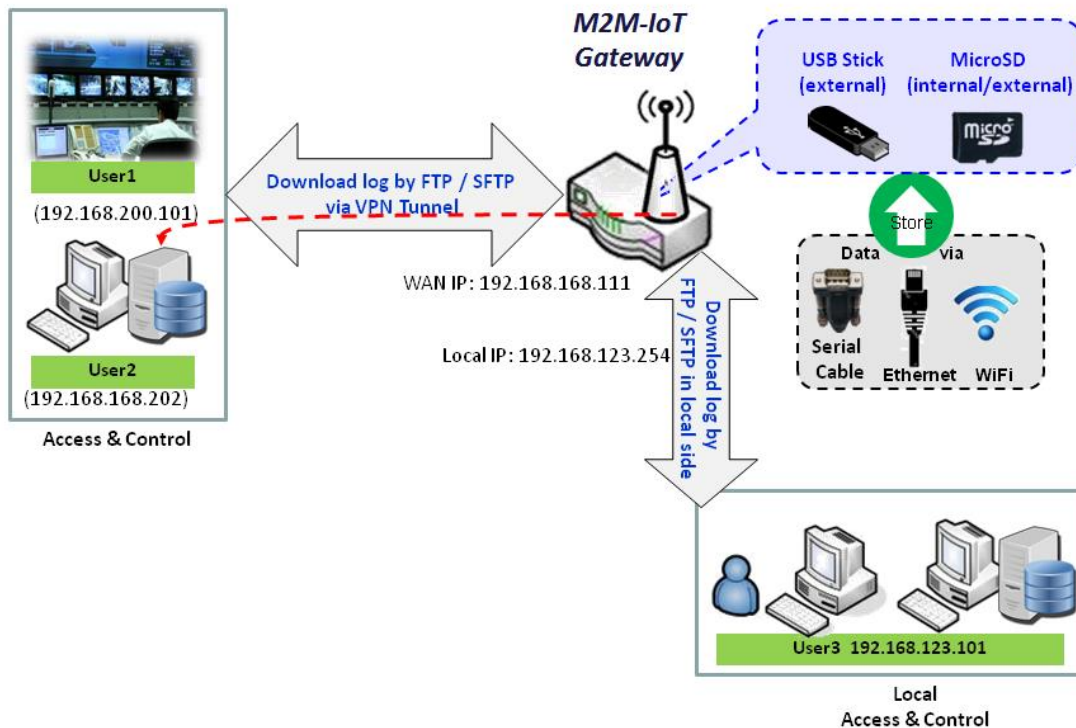 M2M-IoT
Gateway
USB Stick
(external)
MicroSD
(internal/external)
micro
SD
User1
(192.168.200.101)
Download log by FTP / SFTP
via VPN Tunnel
Store
Data via
WAN IP: 192.168.168.111
Serial
Cable
Ethernet
WiFi
Local IP: 192.168.123.254
Download log by
FTP / SFTP in local side
User2
(192.168.168.202)
Access & Control
User3 192.168.123.101
Local
Access & Control